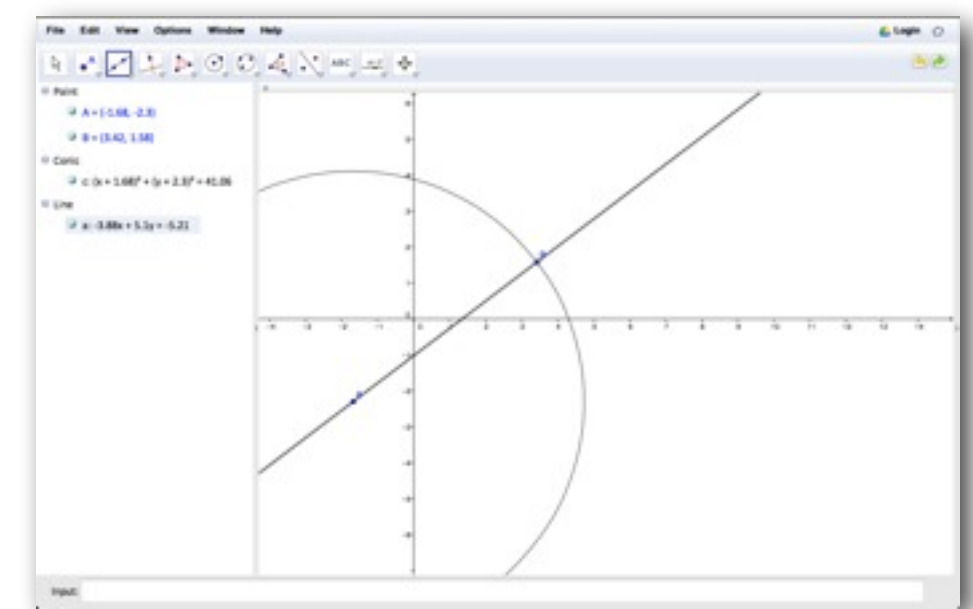 File Edit View Options Window Help
Login
ABC
Point
A = (-1.68, -2.3)
B = (3.42, 1.58)
Conic
c: (x + 1.68)² + (y + 2.3)² = 41.06
Line
a: -3.88x + 5.1y = -5.21
Input: